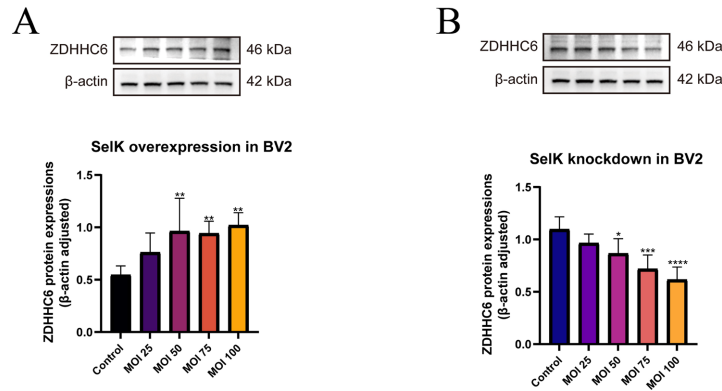 A
ZDHHC6
46 kDa
β-actin
42 kDa
SelK overexpression in BV2
ZDHHC6 protein expressions
(β-actin adjusted)
1.5
1.0
0.5
0.0
**
**
**
Control
MOI 25
MOI 50
MOI 75
MOI 100
B
ZDHHC6
46 kDa
β-actin
42 kDa
SelK knockdown in BV2
ZDHHC6 protein expressions
(β-actin adjusted)
1.5
1.0
0.5
0.0
*
***
****
Control
MOI 25
MOI 50
MOI 75
MOI 100